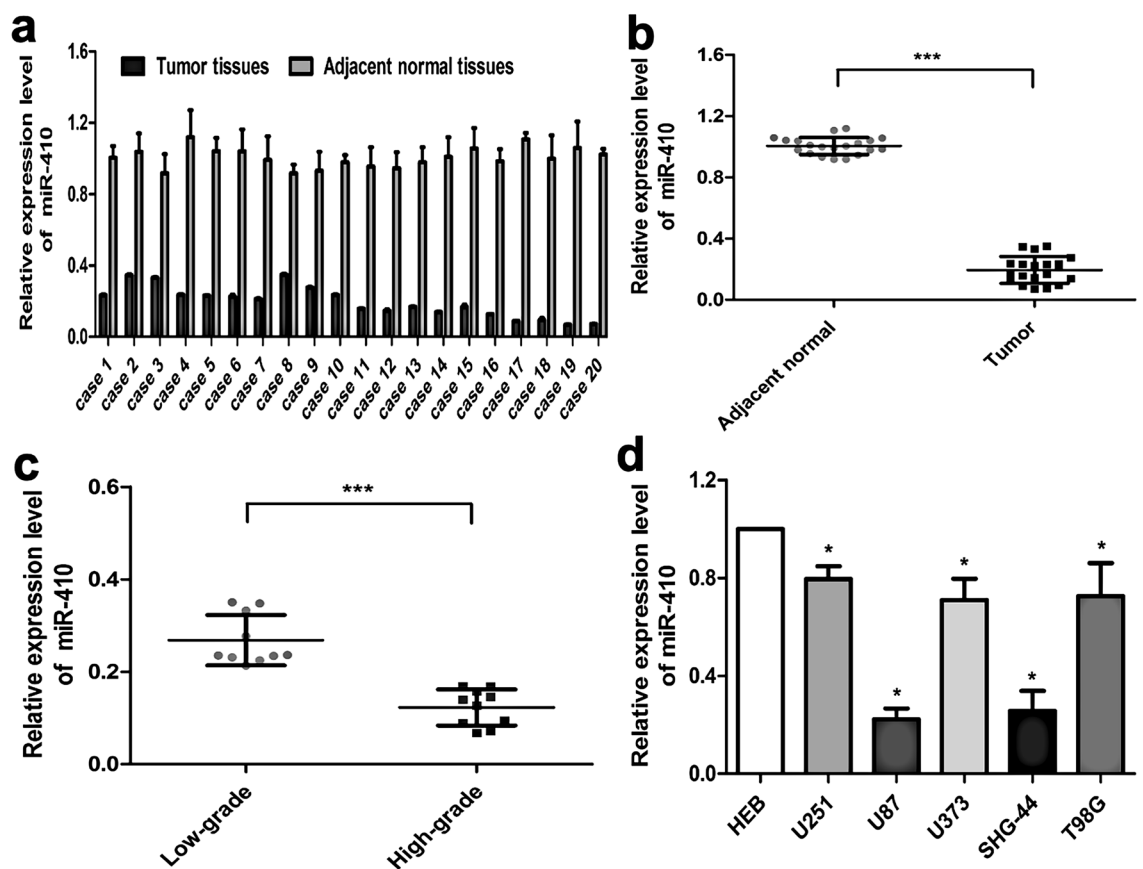 a
Relative expression level
of miR-410
1.6
1.2
0.8
0.4
0.0
Tumor tissues
Adjacent normal tissues
case 1
case 2
case 3
case 4
case 5
case 6
case 7
case 8
case 9
case 10
case 11
case 12
case 13
case 14
case 15
case 16
case 17
case 18
case 19
case 20
b
Relative expression level
of miR-410
1.6
1.2
0.8
0.4
0.0
***
Adjacent normal
Tumor
c
Relative expression level
of miR-410
0.6
0.4
0.2
0.0
***
Low-grade
High-grade
d
Relative expression level
of miR-410
1.2
0.8
0.4
0.0
*
*
*
*
*
HEB
U251
U87
U373
SHG-44
T98G